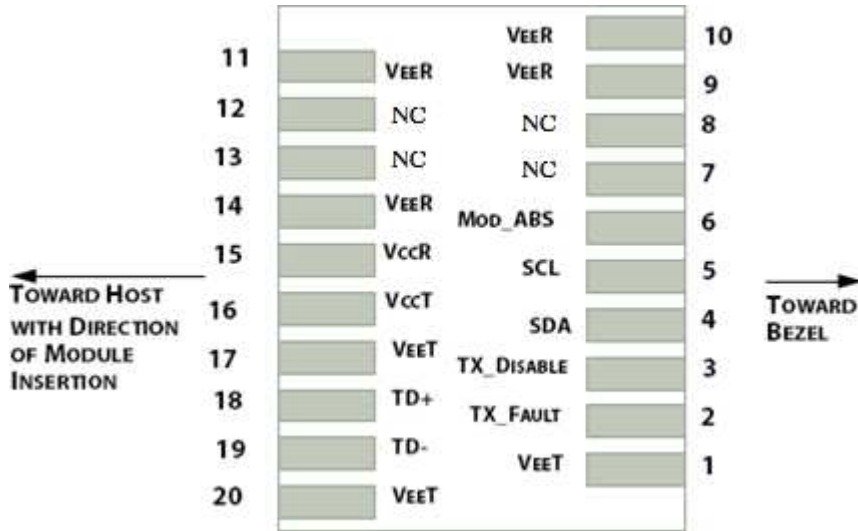 VEER 10
11 VEER
VEER 9
12 NC
NC 8
13 NC
NC 7
14 VEER
MOD_ABS 6
15 VCCR
SCL 5
TOWARD HOST
WITH DIRECTION
OF MODULE
INSERTION
TOWARD
BEZEL
16 VCCT
SDA 4
17 VEET
TX_DISABLE 3
18 TD+
TX_FAULT 2
19 TD-
VEET 1
20 VEET